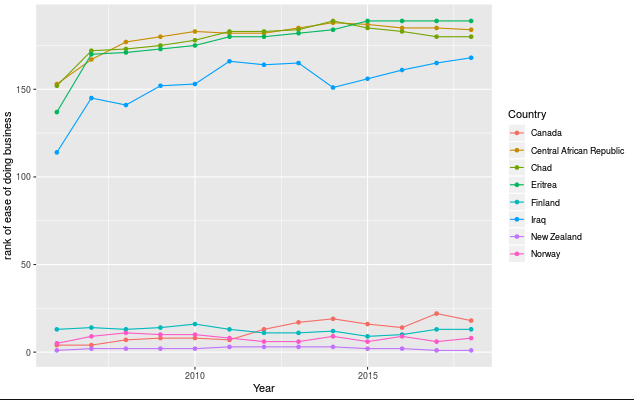 rank of ease of doing business
150
100
50
0
2010
2015
Year
Country
Canada
Central African Republic
Chad
Eritrea
Finland
Iraq
New Zealand
Norway